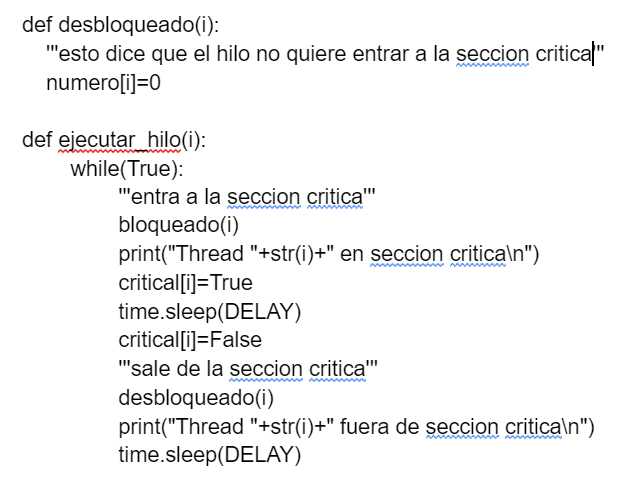 def desbloqueado(i):
'''esto dice que el hilo no quiere entrar a la seccion critica'''
numero[i]=0
def ejecutar_hilo(i):
while(True):
'''entra a la seccion critica'''
bloqueado(i)
print("Thread "+str(i)+" en seccion critica\n")
critical[i]=True
time.sleep(DELAY)
critical[i]=False
'''sale de la seccion critica'''
desbloqueado(i)
print("Thread "+str(i)+" fuera de seccion critica\n")
time.sleep(DELAY)